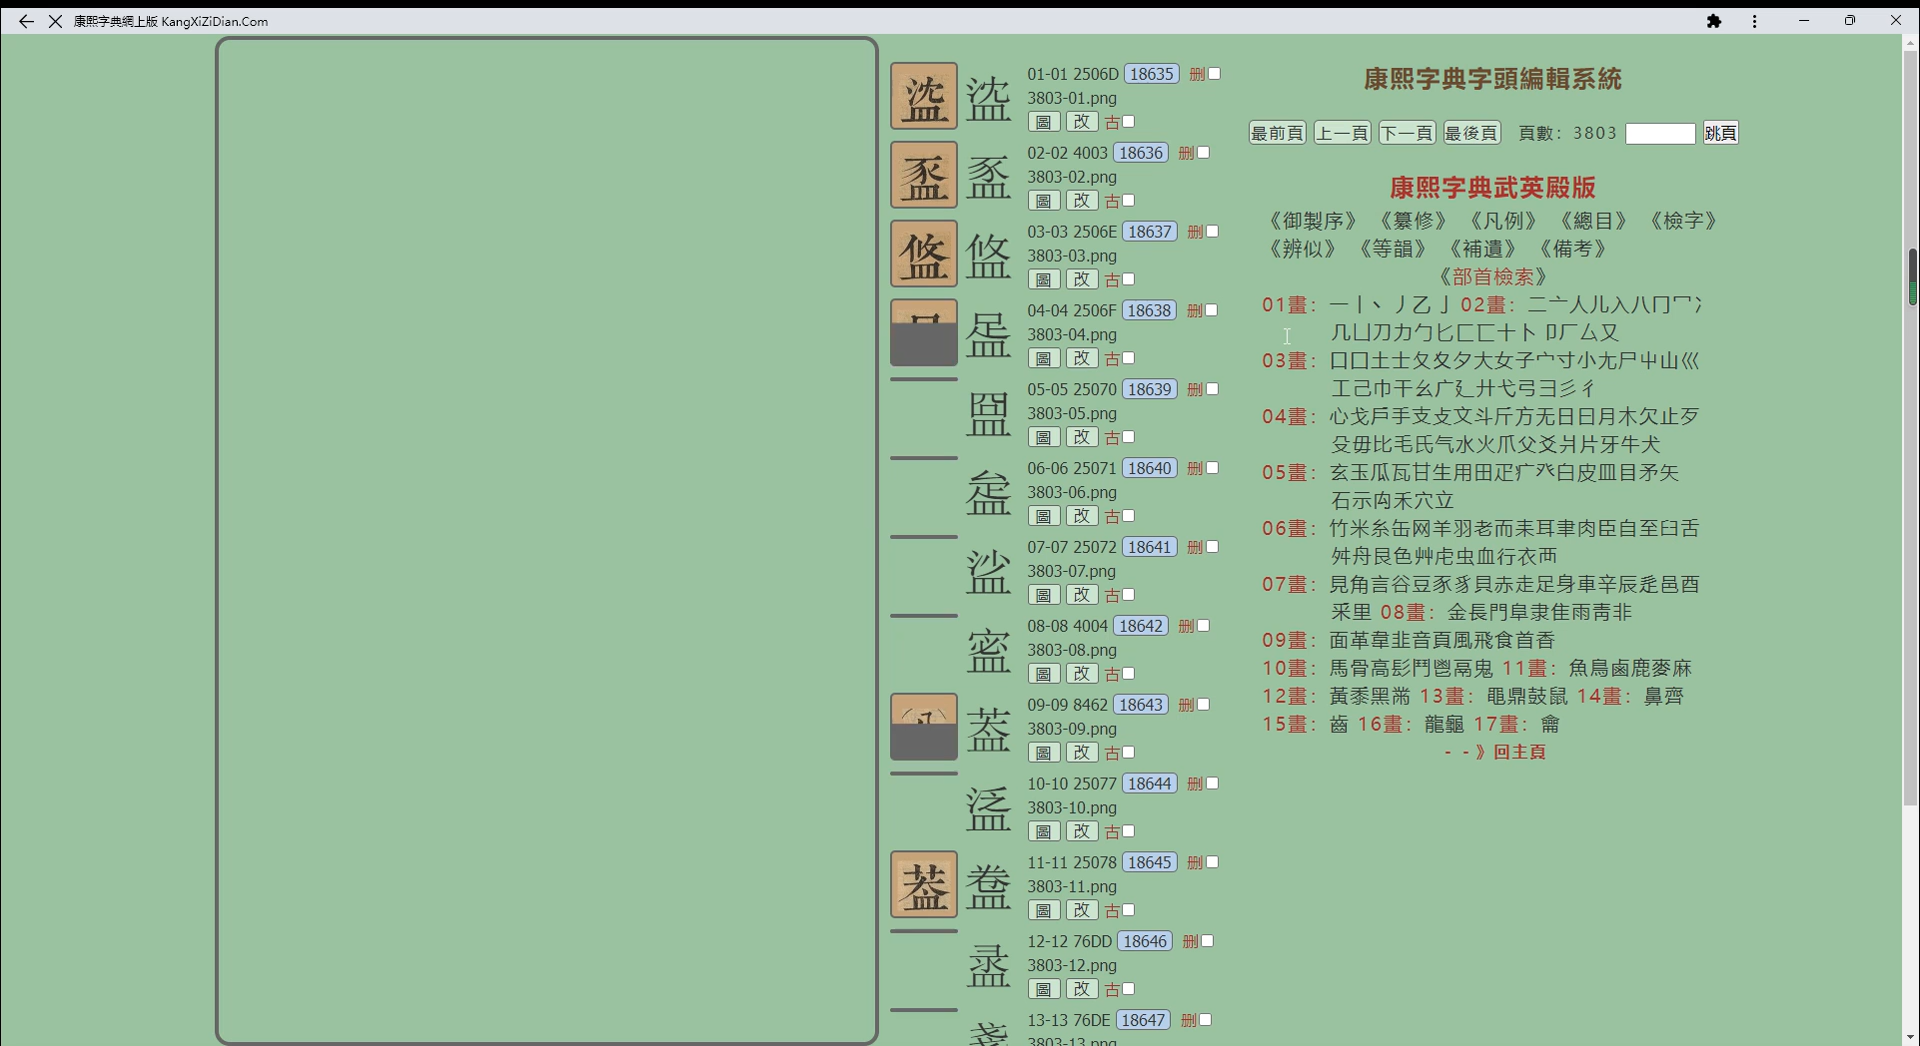 康熙字典網上版 KangXiZiDian.Com
01-01 2506D 18635 刪
3803-01.png
圖 改 古
02-02 4003 18636 刪
3803-02.png
圖 改 古
03-03 2506E 18637 刪
3803-03.png
圖 改 古
04-04 2506F 18638 刪
3803-04.png
圖 改 古
05-05 25070 18639 刪
3803-05.png
圖 改 古
06-06 25071 18640 刪
3803-06.png
圖 改 古
07-07 25072 18641 刪
3803-07.png
圖 改 古
08-08 4004 18642 刪
3803-08.png
圖 改 古
09-09 8462 18643 刪
3803-09.png
圖 改 古
10-10 25077 18644 刪
3803-10.png
圖 改 古
11-11 25078 18645 刪
3803-11.png
圖 改 古
12-12 76DD 18646 刪
3803-12.png
圖 改 古
13-13 76DE 18647 刪
3803-13.png
康熙字典字頭編輯系統
最前頁 上一頁 下一頁 最後頁 頁數：3803 跳頁
康熙字典武英殿版
《御製序》《纂修》《凡例》《總目》《檢字》
《辨似》《等韻》《補遺》《備考》
《部首檢索》
01畫：一丨丶丿乙亅 02畫：二亠人儿入八冂冖冫
几凵刀力勹匕匚匸十卜卩厂厶又
03畫：口囗土士夂夊夕大女子宀寸小尢尸屮山巛
工己巾干幺广廴廾弋弓彐彡彳
04畫：心戈戶手支攴文斗斤方无日曰月木欠止歹
殳毋比毛氏气水火爪父爻爿片牙牛犬
05畫：玄玉瓜瓦甘生用田疋疒癶白皮皿目矛矢
石示禸禾穴立
06畫：竹米糸缶网羊羽老而耒耳聿肉臣自至臼舌
舛舟艮色艸虍虫血行衣襾
07畫：見角言谷豆豕豸貝赤走足身車辛辰辵邑酉
釆里 08畫：金長門阜隶隹雨靑非
09畫：面革韋韭音頁風飛食首香
10畫：馬骨高髟鬥鬯鬲鬼 11畫：魚鳥鹵鹿麥麻
12畫：黃黍黑黹 13畫：黽鼎鼓鼠 14畫：鼻齊
15畫：齒 16畫：龍龜 17畫：龠
- -》回主頁